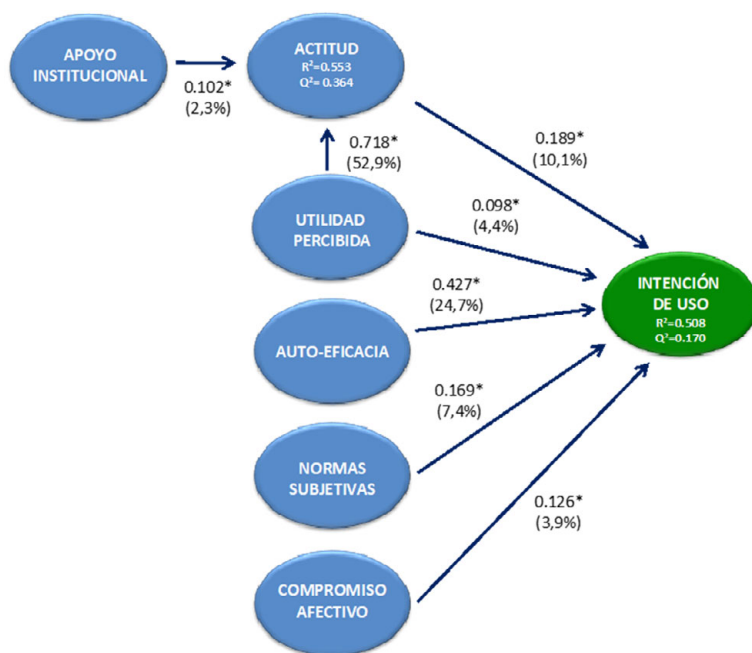 APOYO
INSTITUCIONAL
0.102*
(2,3%)
ACTITUD
R²=0.553
Q²= 0.364
0.718*
(52,9%)
0.189*
(10,1%)
UTILIDAD
PERCIBIDA
0.098*
(4,4%)
AUTO-EFICACIA
0.427*
(24,7%)
INTENCIÓN
DE USO
R²=0.508
Q²=0.170
NORMAS
SUBJETIVAS
0.169*
(7,4%)
COMPROMISO
AFECTIVO
0.126*
(3,9%)